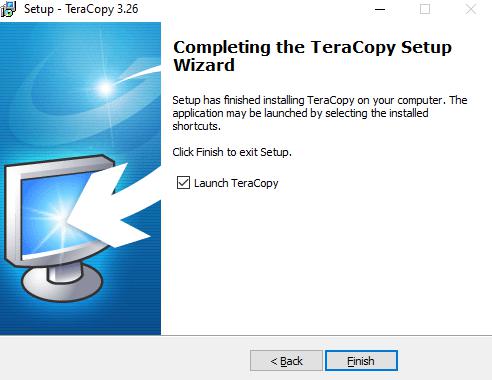 Setup - TeraCopy 3.26
Completing the TeraCopy Setup
Wizard
Setup has finished installing TeraCopy on your computer. The
application may be launched by selecting the installed
shortcuts.
Click Finish to exit Setup.
Launch TeraCopy
< Back
Finish